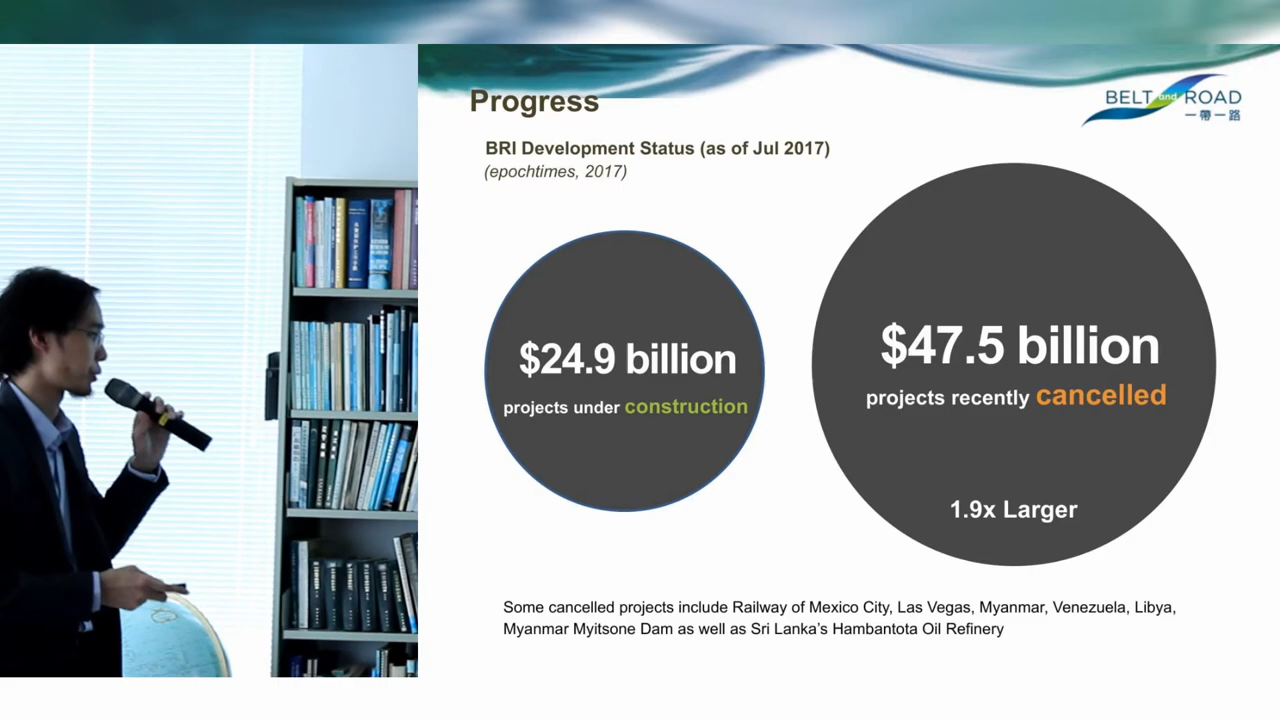 Progress
BELT and ROAD
一帶一路
BRI Development Status (as of Jul 2017)
(epochtimes, 2017)
$24.9 billion
projects under construction
$47.5 billion
projects recently cancelled
1.9x Larger
Some cancelled projects include Railway of Mexico City, Las Vegas, Myanmar, Venezuela, Libya,
Myanmar Myitsone Dam as well as Sri Lanka’s Hambantota Oil Refinery